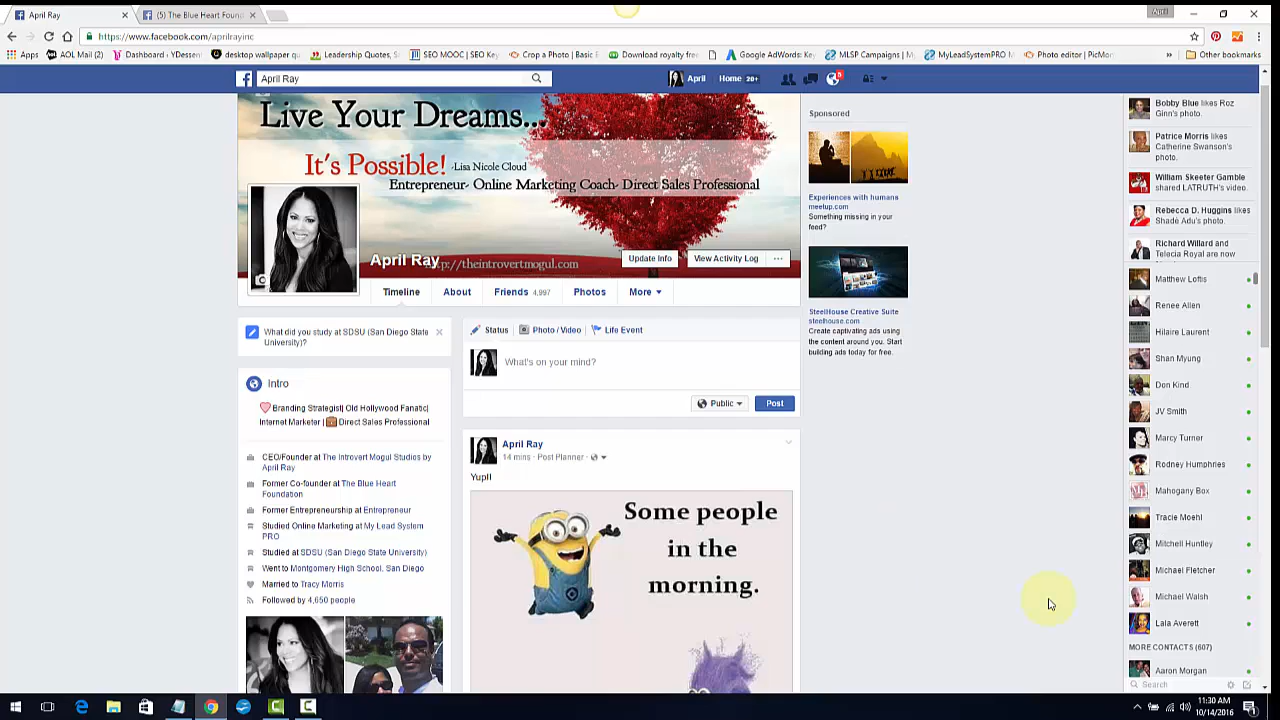 April Ray
(5) The Blue Heart Foun
April
https://www.facebook.com/aprilrayinc
Apps
AOL Mail (2)
Dashboard - YDessent
desktop wallpaper qu
Leadership Quotes, S
SEO MOOC | SEO Key
Crop a Photo | Basic
Download royalty free
Google AdWords: Key
MLSP Campaigns | My
MyLeadSystemPRO M
Photo editor | PicMon
Other bookmarks
April Ray
April
Home 20+
Live Your Dreams...
It's Possible! -Lisa Nicole Cloud
Entrepreneur- Online Marketing Coach- Direct Sales Professional
April Ray
p://theintrovertmogul.com
Update Info
View Activity Log
Timeline
About
Friends 4,997
Photos
More
What did you study at SDSU (San Diego State
University)?
Intro
Branding Strategist| Old Hollywood Fanatic|
Internet Marketer | Direct Sales Professional
CEO/Founder at The Introvert Mogul Studios by
April Ray
Former Co-founder at The Blue Heart
Foundation
Former Entrepreneurship at Entrepreneur
Studied Online Marketing at My Lead System
PRO
Studied at SDSU (San Diego State University)
Went to Montgomery High School, San Diego
Married to Tracy Morris
Followed by 4,650 people
Status
Photo / Video
Life Event
What's on your mind?
Public
Post
April Ray
14 mins · Post Planner ·
Yup!!
Some people
in the
morning.
Sponsored
Experiences with humans
meetup.com
Something missing in your
feed?
SteelHouse Creative Suite
steelhouse.com
Create captivating ads using
the content around you. Start
building ads today for free.
Bobby Blue likes Roz
Ginn's photo.
Patrice Morris likes
Catherine Swanson's
photo.
William Skeeter Gamble
shared LATRUTH's video.
Rebecca D. Huggins likes
Shadè Adu's photo.
Richard Willard and
Telecia Royal are now
Matthew Loftis
Renee Allen
Hilaire Laurent
Shan Myung
Don Kind
JV Smith
Marcy Turner
Rodney Humphries
Mahogany Box
Tracie Moehl
Mitchell Huntley
Michael Fletcher
Michael Walsh
Lala Averett
MORE CONTACTS (607)
Aaron Morgan
Search
11:30 AM
10/14/2016